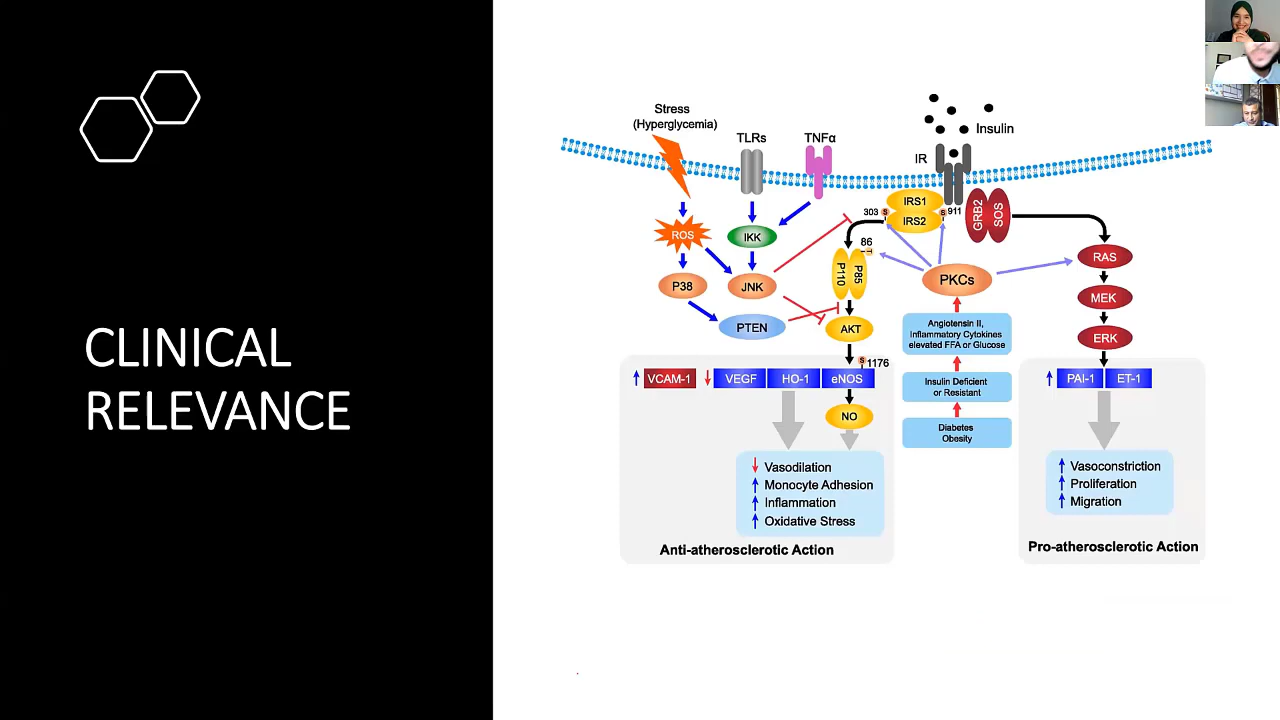 CLINICAL
RELEVANCE
Stress
(Hyperglycemia)
TLRs
TNFα
Insulin
IR
IRS1
IRS2
303
S
S
911
GRB2
SOS
ROS
IKK
86
T
P110
P85
PKCs
RAS
P38
JNK
MEK
PTEN
AKT
Angiotensin II,
Inflammatory Cytokines
elevated FFA or Glucose
ERK
S
1176
VCAM-1
VEGF
HO-1
eNOS
Insulin Deficient
or Resistant
PAI-1
ET-1
NO
Diabetes
Obesity
Vasodilation
Monocyte Adhesion
Inflammation
Oxidative Stress
Vasoconstriction
Proliferation
Migration
Anti-atherosclerotic Action
Pro-atherosclerotic Action